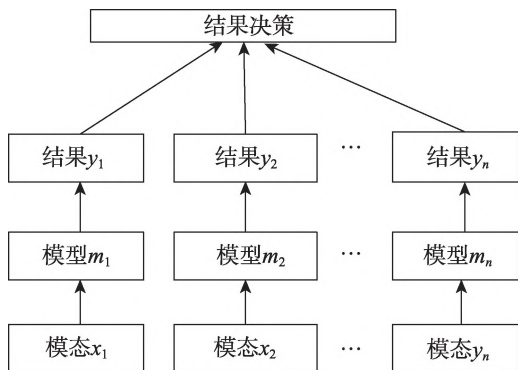 结果决策
结果y₁ 结果y₂ … 结果yₙ
模型m₁ 模型m₂ … 模型mₙ
模态x₁ 模态x₂ … 模态yₙ